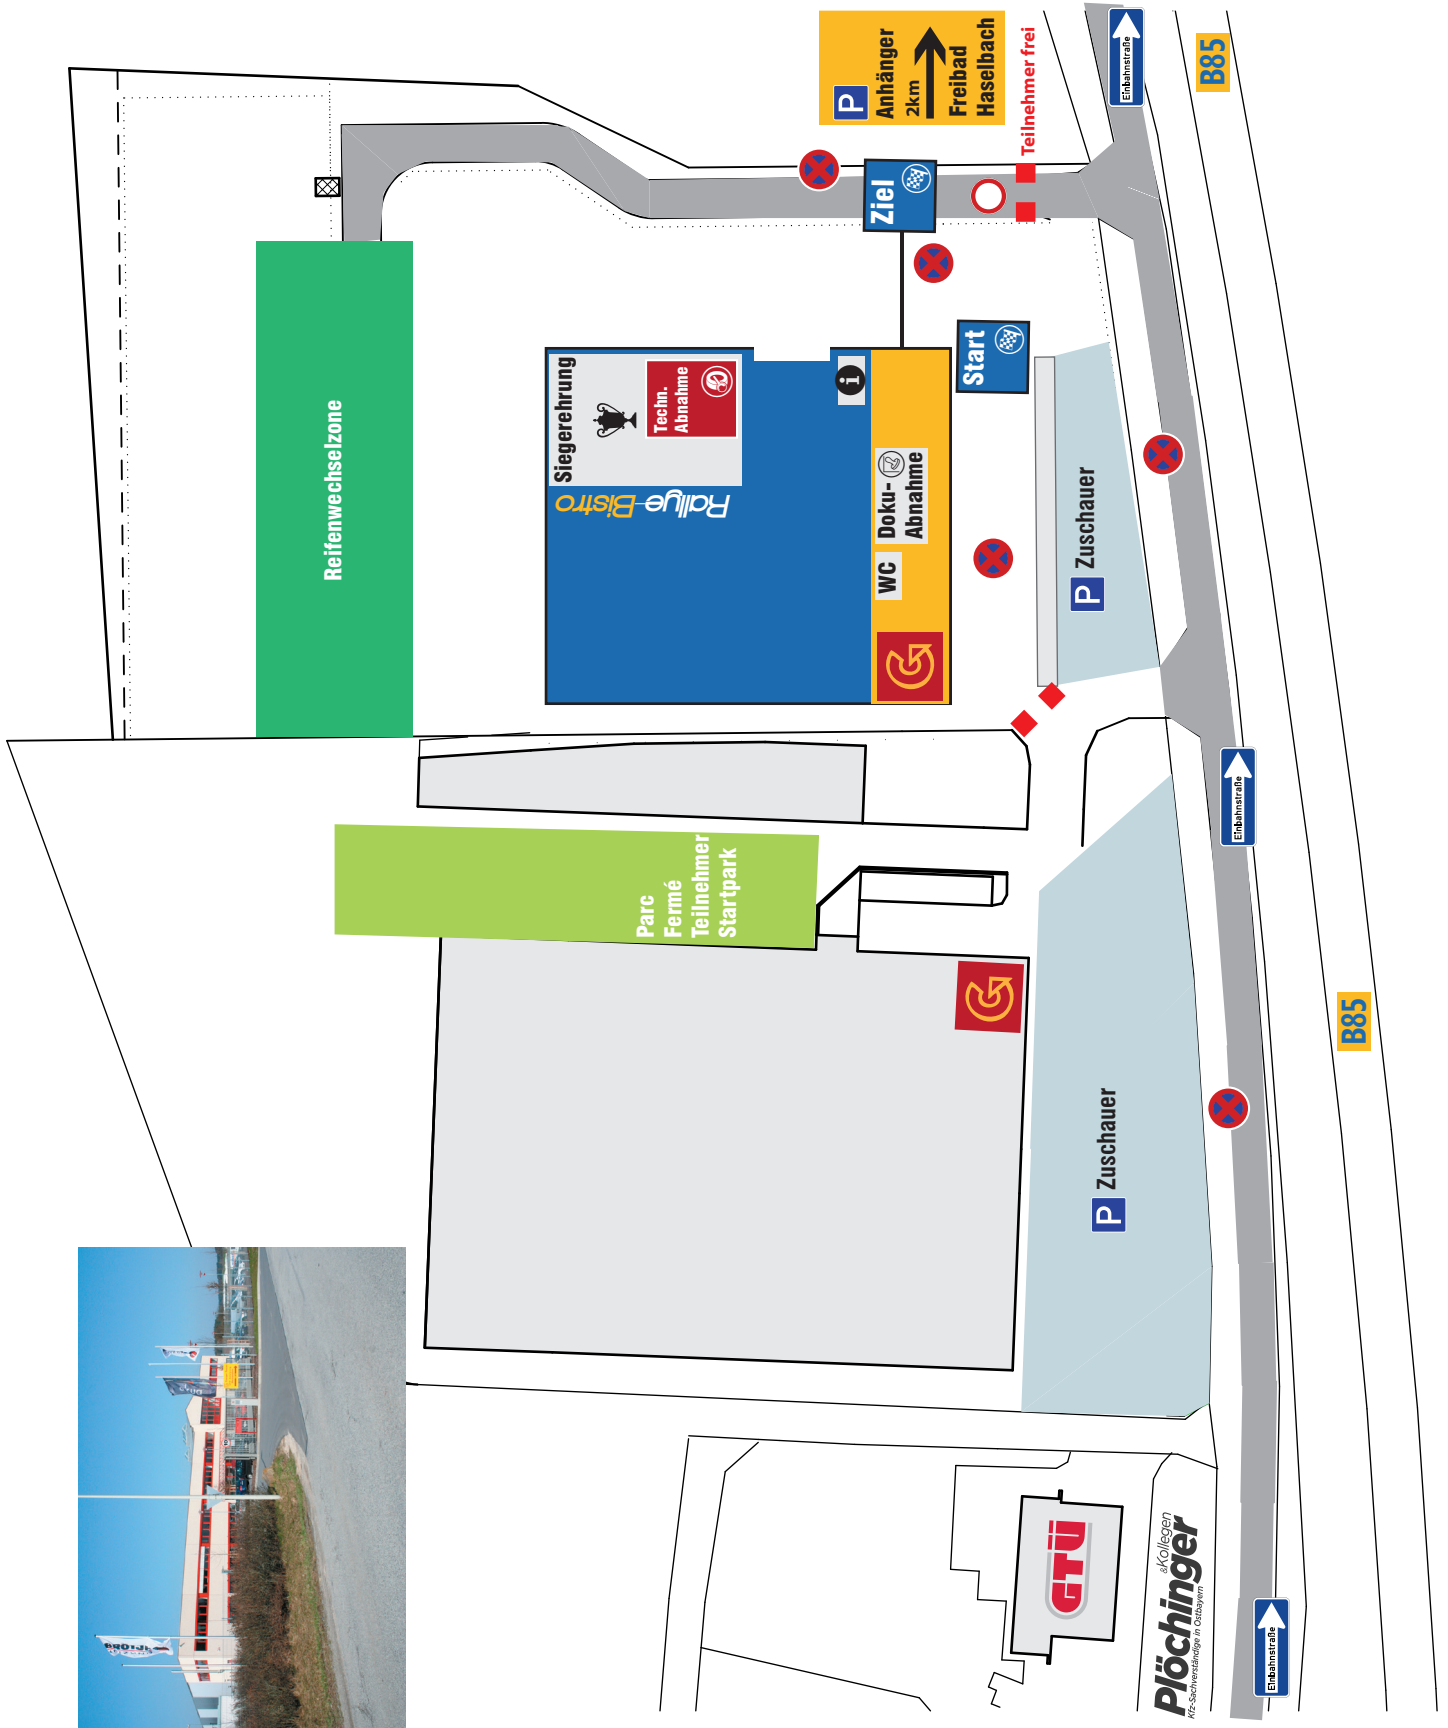 Reifenwechselzone
Siegerehrung
Techn.
Abnahme
Rallye-Bistro
i
Doku-
Abnahme
WC
G
Ziel
Start
P
Anhänger
2km
Freibad
Haselbach
Teilnehmer frei
Einbahnstraße
B85
P Zuschauer
Parc
Fermé
Teilnehmer
Startpark
G
Einbahnstraße
B85
P Zuschauer
GTÜ
Plöchinger
&Kollegen
Kfz-Sachverständige in Ostbayern
Einbahnstraße